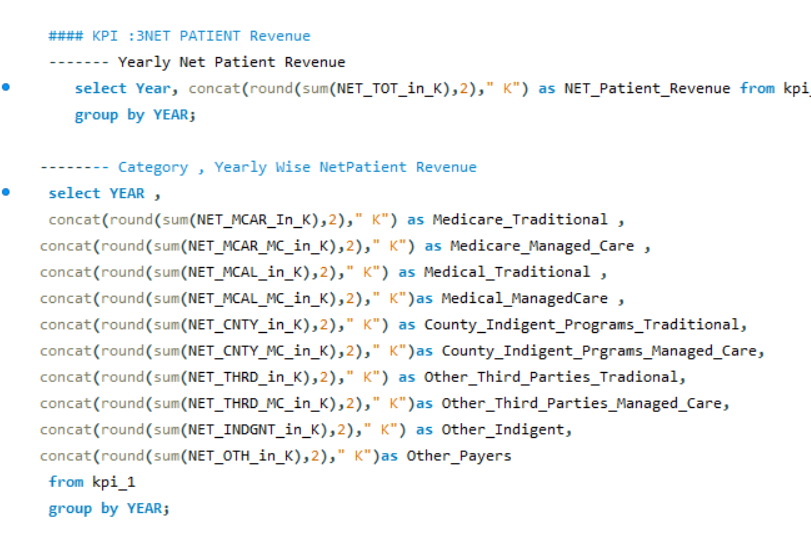 #### KPI :3NET PATIENT Revenue
------- Yearly Net Patient Revenue
select Year, concat(round(sum(NET_TOT_in_K),2)," K") as NET_Patient_Revenue from kpi_
group by YEAR;
-------- Category , Yearly Wise NetPatient Revenue
select YEAR ,
concat(round(sum(NET_MCAR_In_K),2)," K") as Medicare_Traditional ,
concat(round(sum(NET_MCAR_MC_in_K),2)," K") as Medicare_Managed_Care ,
concat(round(sum(NET_MCAL_in_K),2)," K") as Medical_Traditional ,
concat(round(sum(NET_MCAL_MC_in_K),2)," K")as Medical_ManagedCare ,
concat(round(sum(NET_CNTY_in_K),2)," K") as County_Indigent_Programs_Traditional,
concat(round(sum(NET_CNTY_MC_in_K),2)," K")as County_Indigent_Prgrams_Managed_Care,
concat(round(sum(NET_THRD_in_K),2)," K") as Other_Third_Parties_Tradional,
concat(round(sum(NET_THRD_MC_in_K),2)," K")as Other_Third_Parties_Managed_Care,
concat(round(sum(NET_INDGNT_in_K),2)," K") as Other_Indigent,
concat(round(sum(NET_OTH_in_K),2)," K")as Other_Payers
from kpi_1
group by YEAR;